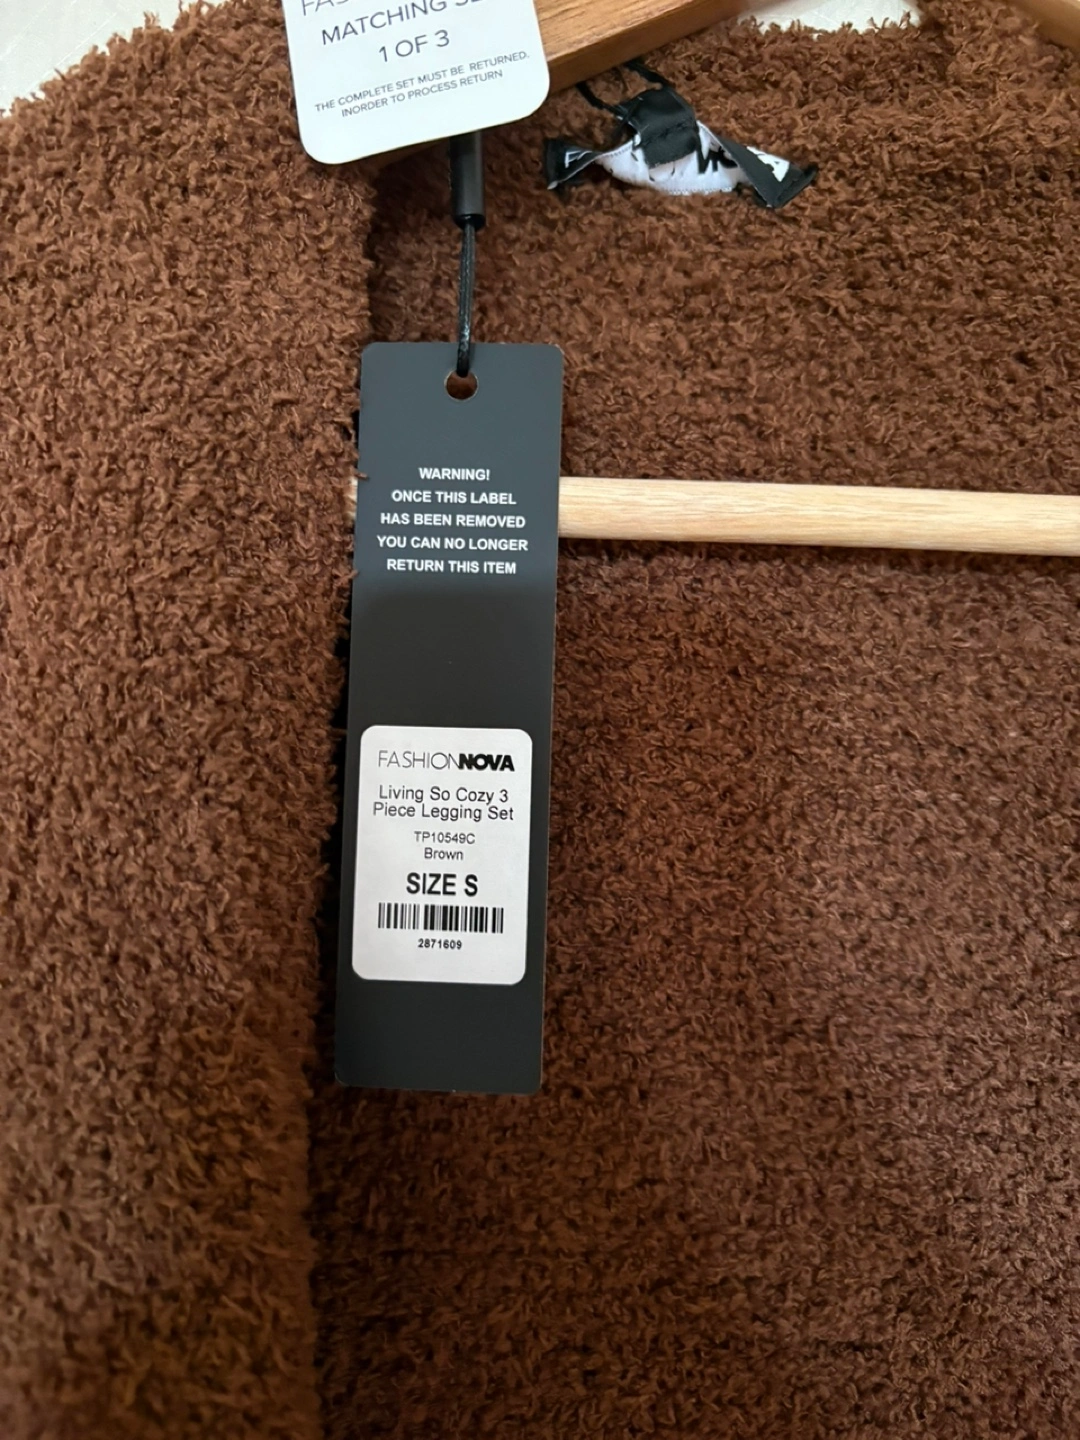 MATCHING
1 OF 3
THE COMPLETE SET MUST BE RETURNED.
INORDER TO PROCESS RETURN
WARNING!
ONCE THIS LABEL
HAS BEEN REMOVED
YOU CAN NO LONGER
RETURN THIS ITEM
FASHIONNOVA
Living So Cozy 3
Piece Legging Set
TP10549C
Brown
SIZE S
2871609